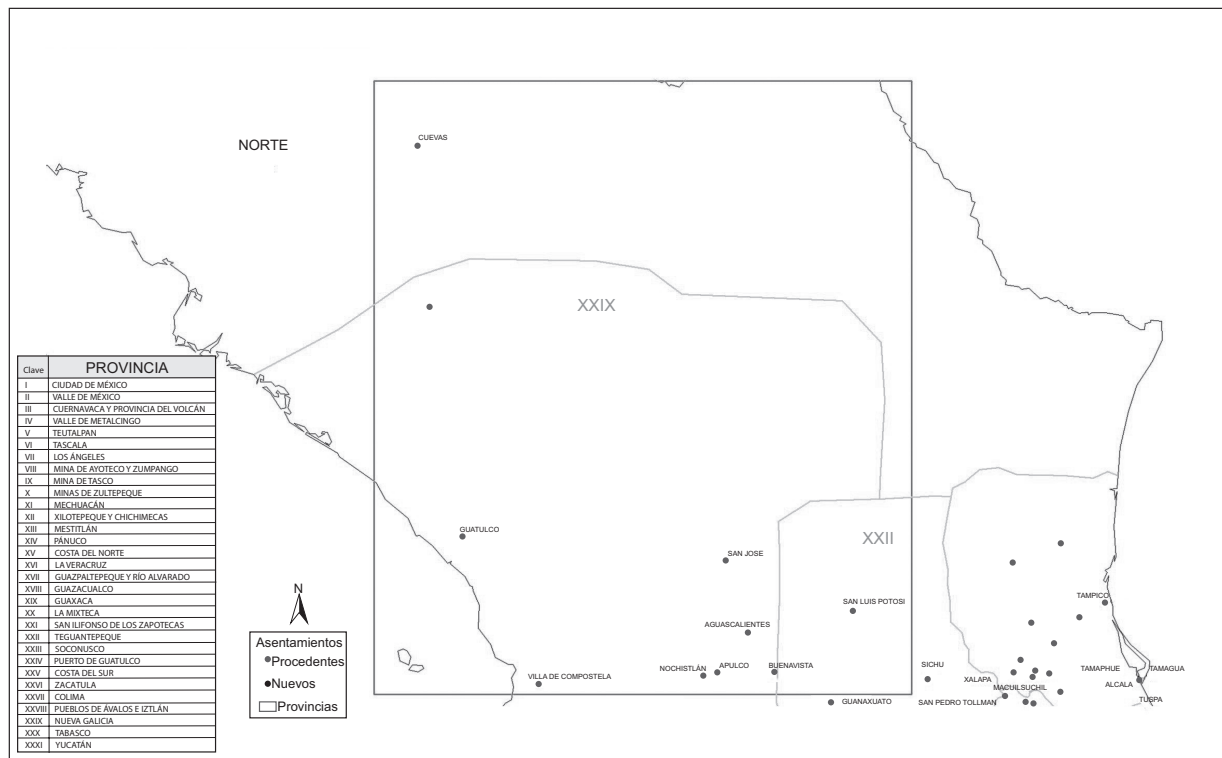 CUEVAS
NORTE
XXIX
Clave PROVINCIA
I CIUDAD DE MÉXICO
II VALLE DE MÉXICO
III CUERNAVACA Y PROVINCIA DEL VOLCÁN
IV VALLE DE METALCINGO
V TEUTALPAN
VI TASCALA
VII LOS ÁNGELES
VIII MINA DE AYOTECO Y ZUMPANGO
IX MINA DE TASCO
X MINAS DE ZULTEPEQUE
XI MECHUACÁN
XII XILOTEPEQUE Y CHICHIMECAS
XIII MESTITLÁN
XIV PÁNUCO
XV COSTA DEL NORTE
XVI LA VERACRUZ
XVII GUAZPALTEPEQUE Y RÍO ALVARADO
XVIII GUAZACUALCO
XIX GUAXACA
XX LA MIXTECA
XXI SAN ILIFONSO DE LOS ZAPOTECAS
XXII TEGUANTEPEQUE
XXIII SOCONUSCO
XXIV PUERTO DE GUATULCO
XXV COSTA DEL SUR
XXVI ZACATULA
XXVII COLIMA
XXVIII PUEBLOS DE ÁVALOS E IZTLÁN
XXIX NUEVA GALICIA
XXX TABASCO
XXXI YUCATÁN
N
Asentamientos
Procedentes
Nuevos
Provincias
GUATULCO
XXII
SAN JOSE
SAN LUIS POTOSI
TAMPICO
AGUASCALIENTES
NOCHISTLÁN
APULCO
BUENAVISTA
SICHU
TAMAPHUE
TAMAGUA
VILLA DE COMPOSTELA
XALAPA
ALCALA
MACUILSUCHIL
GUANAXUATO
SAN PEDRO TOLLMAN
TUSPA